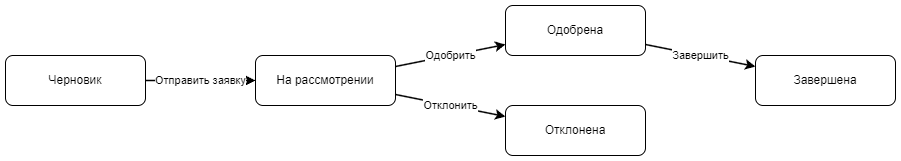 Черновик
Отправить заявку
На рассмотрении
Одобрить
Одобрена
Завершить
Завершена
Отклонить
Отклонена